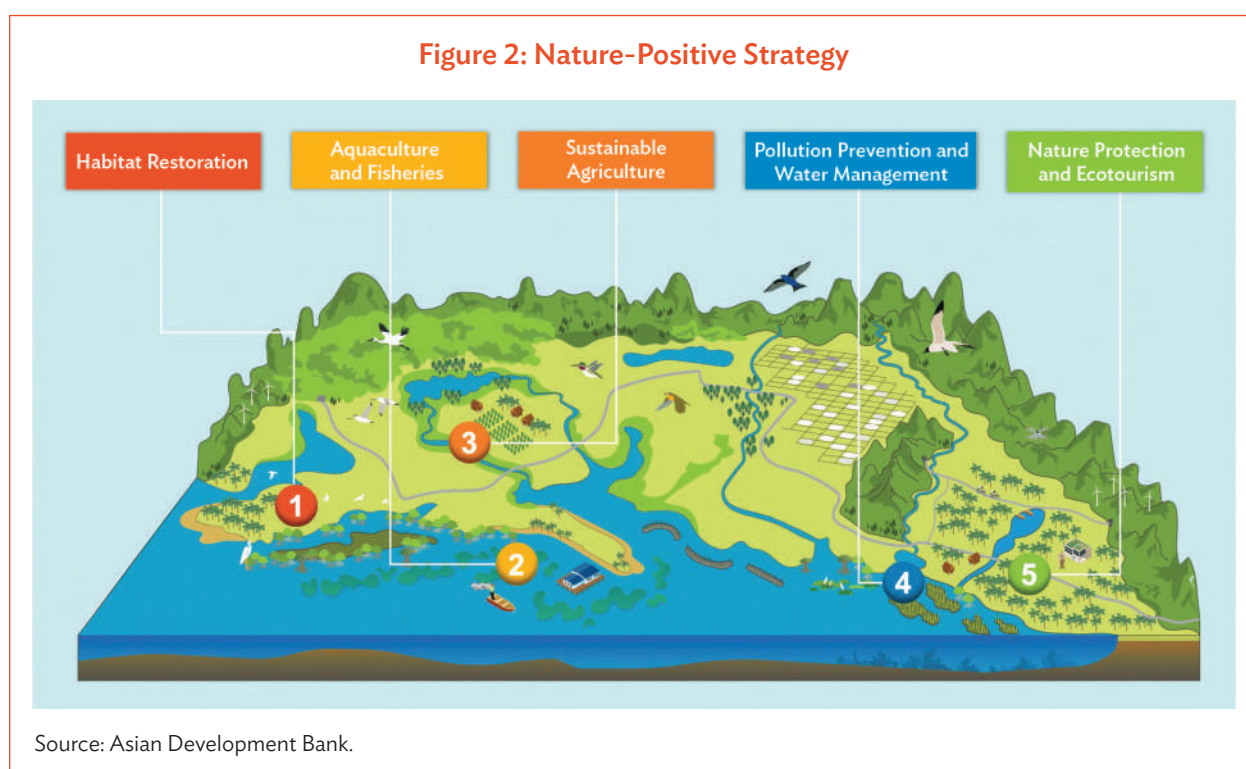 Figure 2: Nature-Positive Strategy
Habitat Restoration
Aquaculture
and Fisheries
Sustainable
Agriculture
Pollution Prevention and
Water Management
Nature Protection
and Ecotourism
3
1
2
4
5
Source: Asian Development Bank.